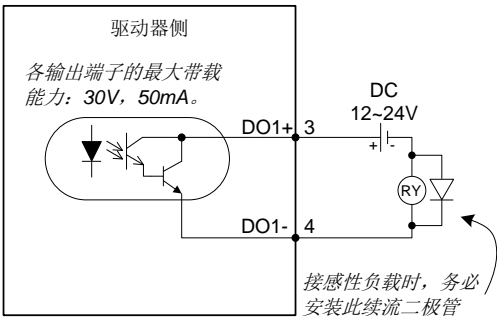 驱动器侧
各输出端子的最大带载
能力：30V，50mA。
DC
12~24V
DO1+ 3
+ -
RY
DO1- 4
接感性负载时，务必
安装此续流二极管